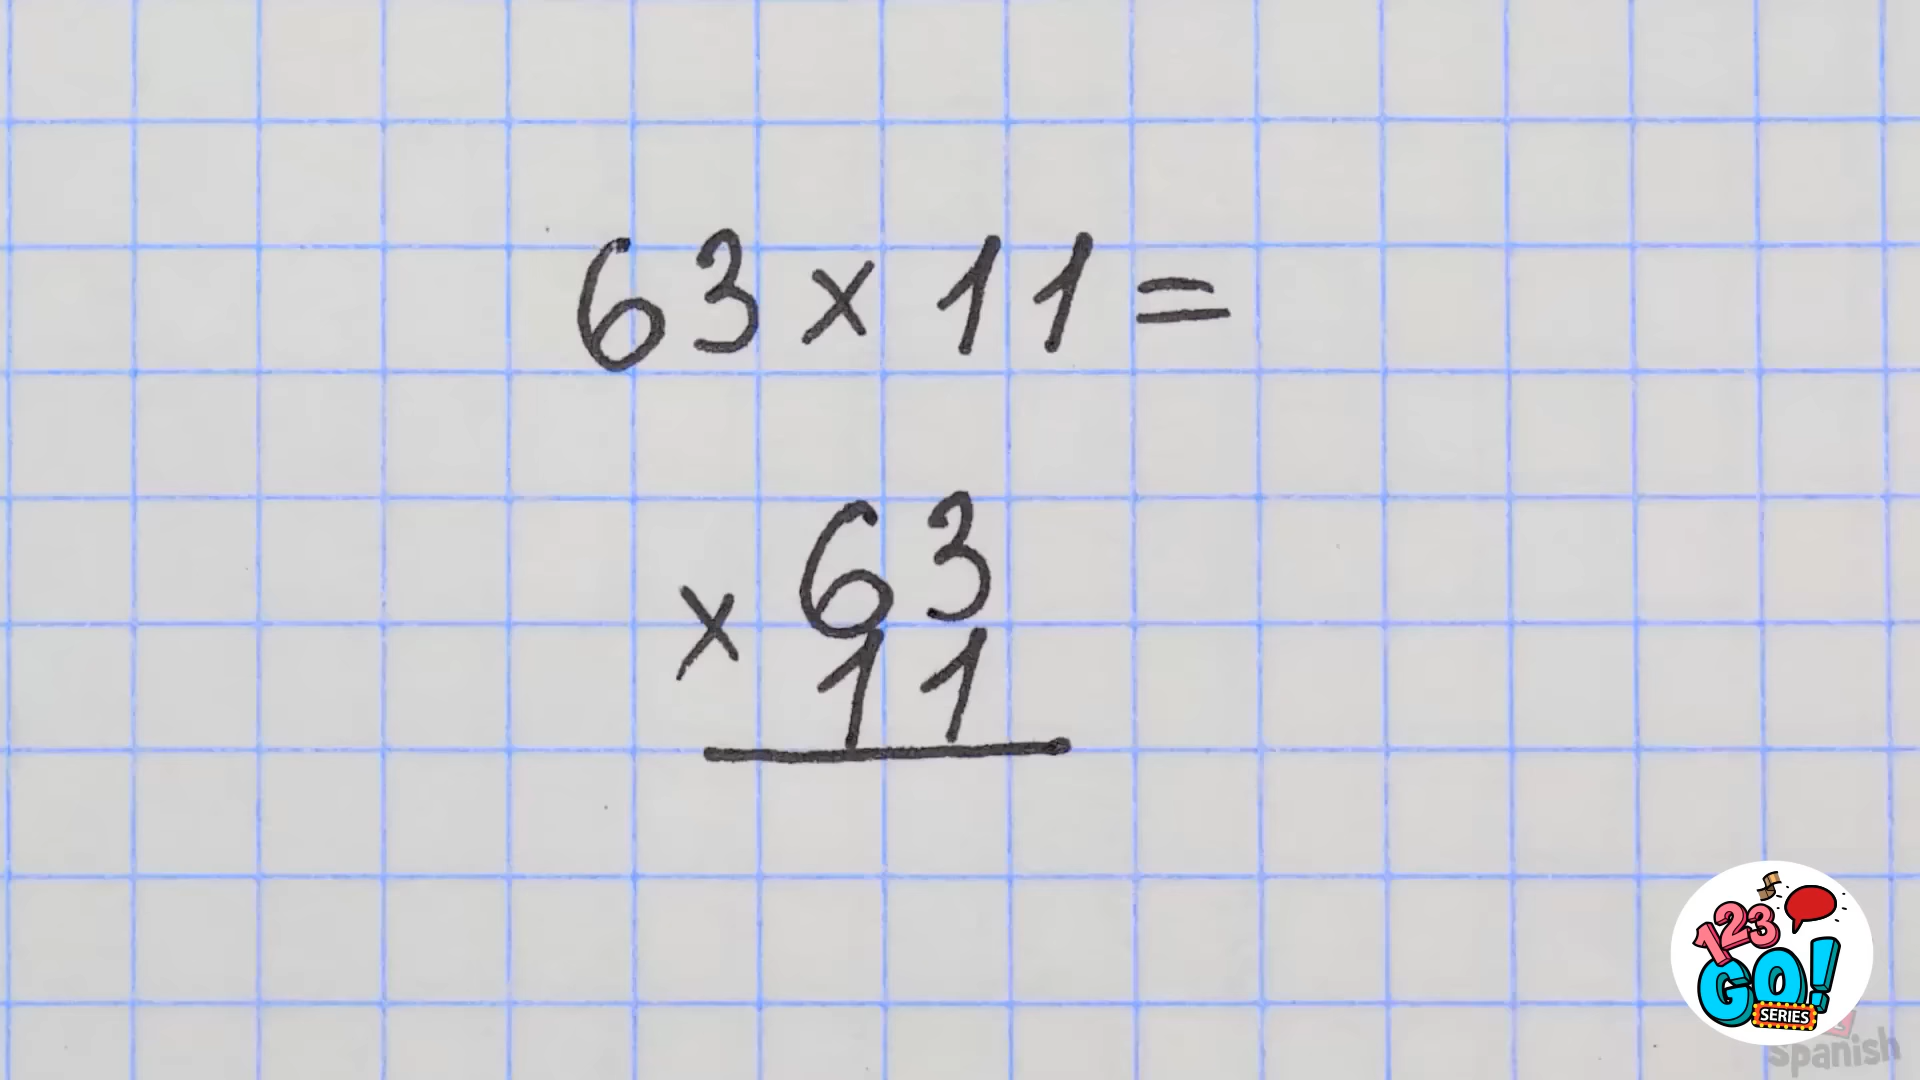 63 x 11 =
63
x
11
123
GO!
SERIES
Spanish